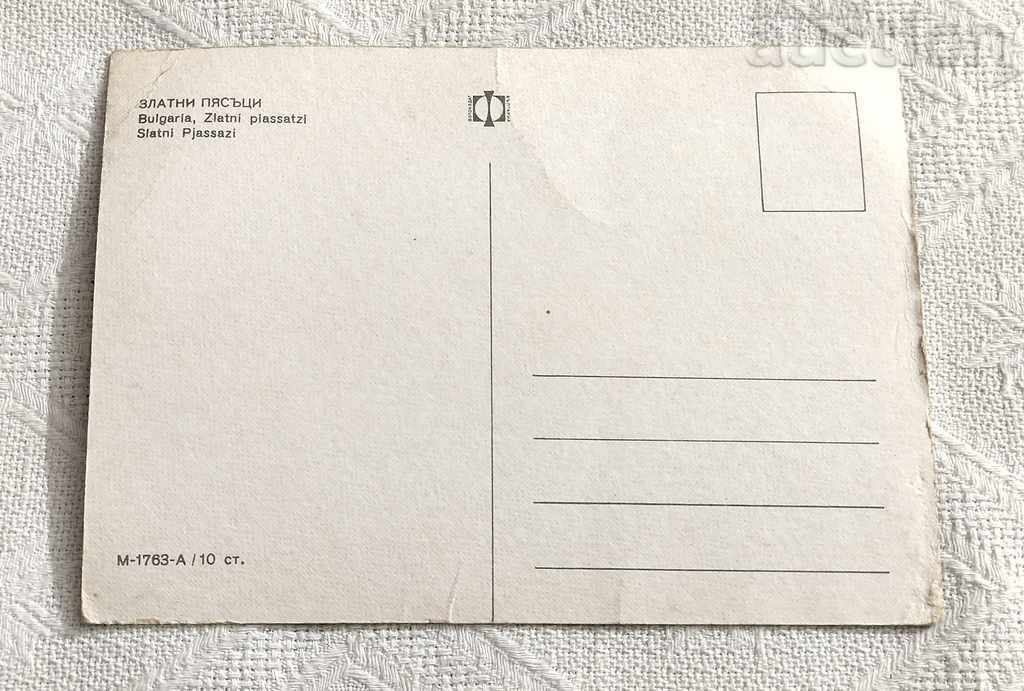 ЗЛАТНИ ПЯСЪЦИ
Bulgaria, Zlatni piassatzi
Slatni Pjassazi
М-1763-А / 10 ст.